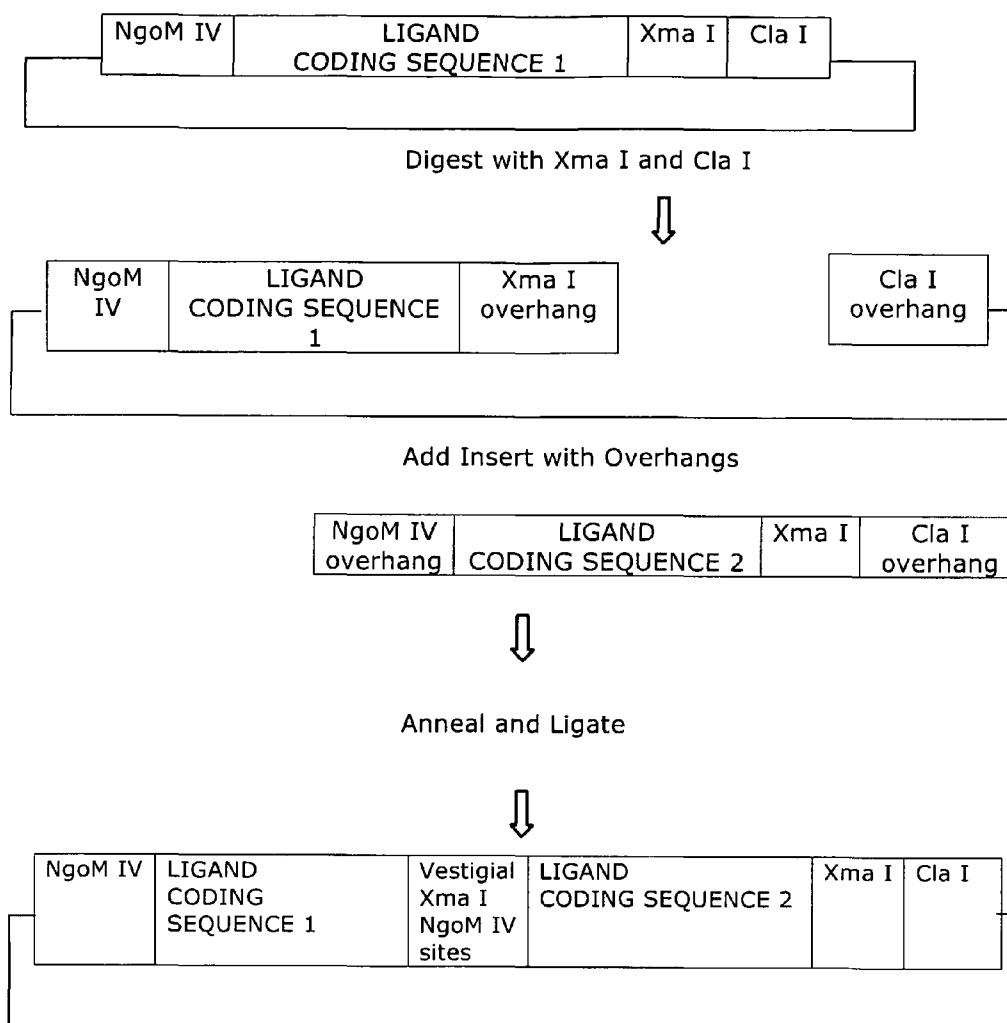 NgoM IV
LIGAND
CODING SEQUENCE 1
Xma I
Cla I
Digest with Xma I and Cla I
NgoM
IV
LIGAND
CODING SEQUENCE
1
Xma I
overhang
Cla I
overhang
Add Insert with Overhangs
NgoM IV
overhang
LIGAND
CODING SEQUENCE 2
Xma I
Cla I
overhang
Anneal and Ligate
NgoM IV
LIGAND
CODING
SEQUENCE 1
Vestigial
Xma I
NgoM IV
sites
LIGAND
CODING SEQUENCE 2
Xma I
Cla I